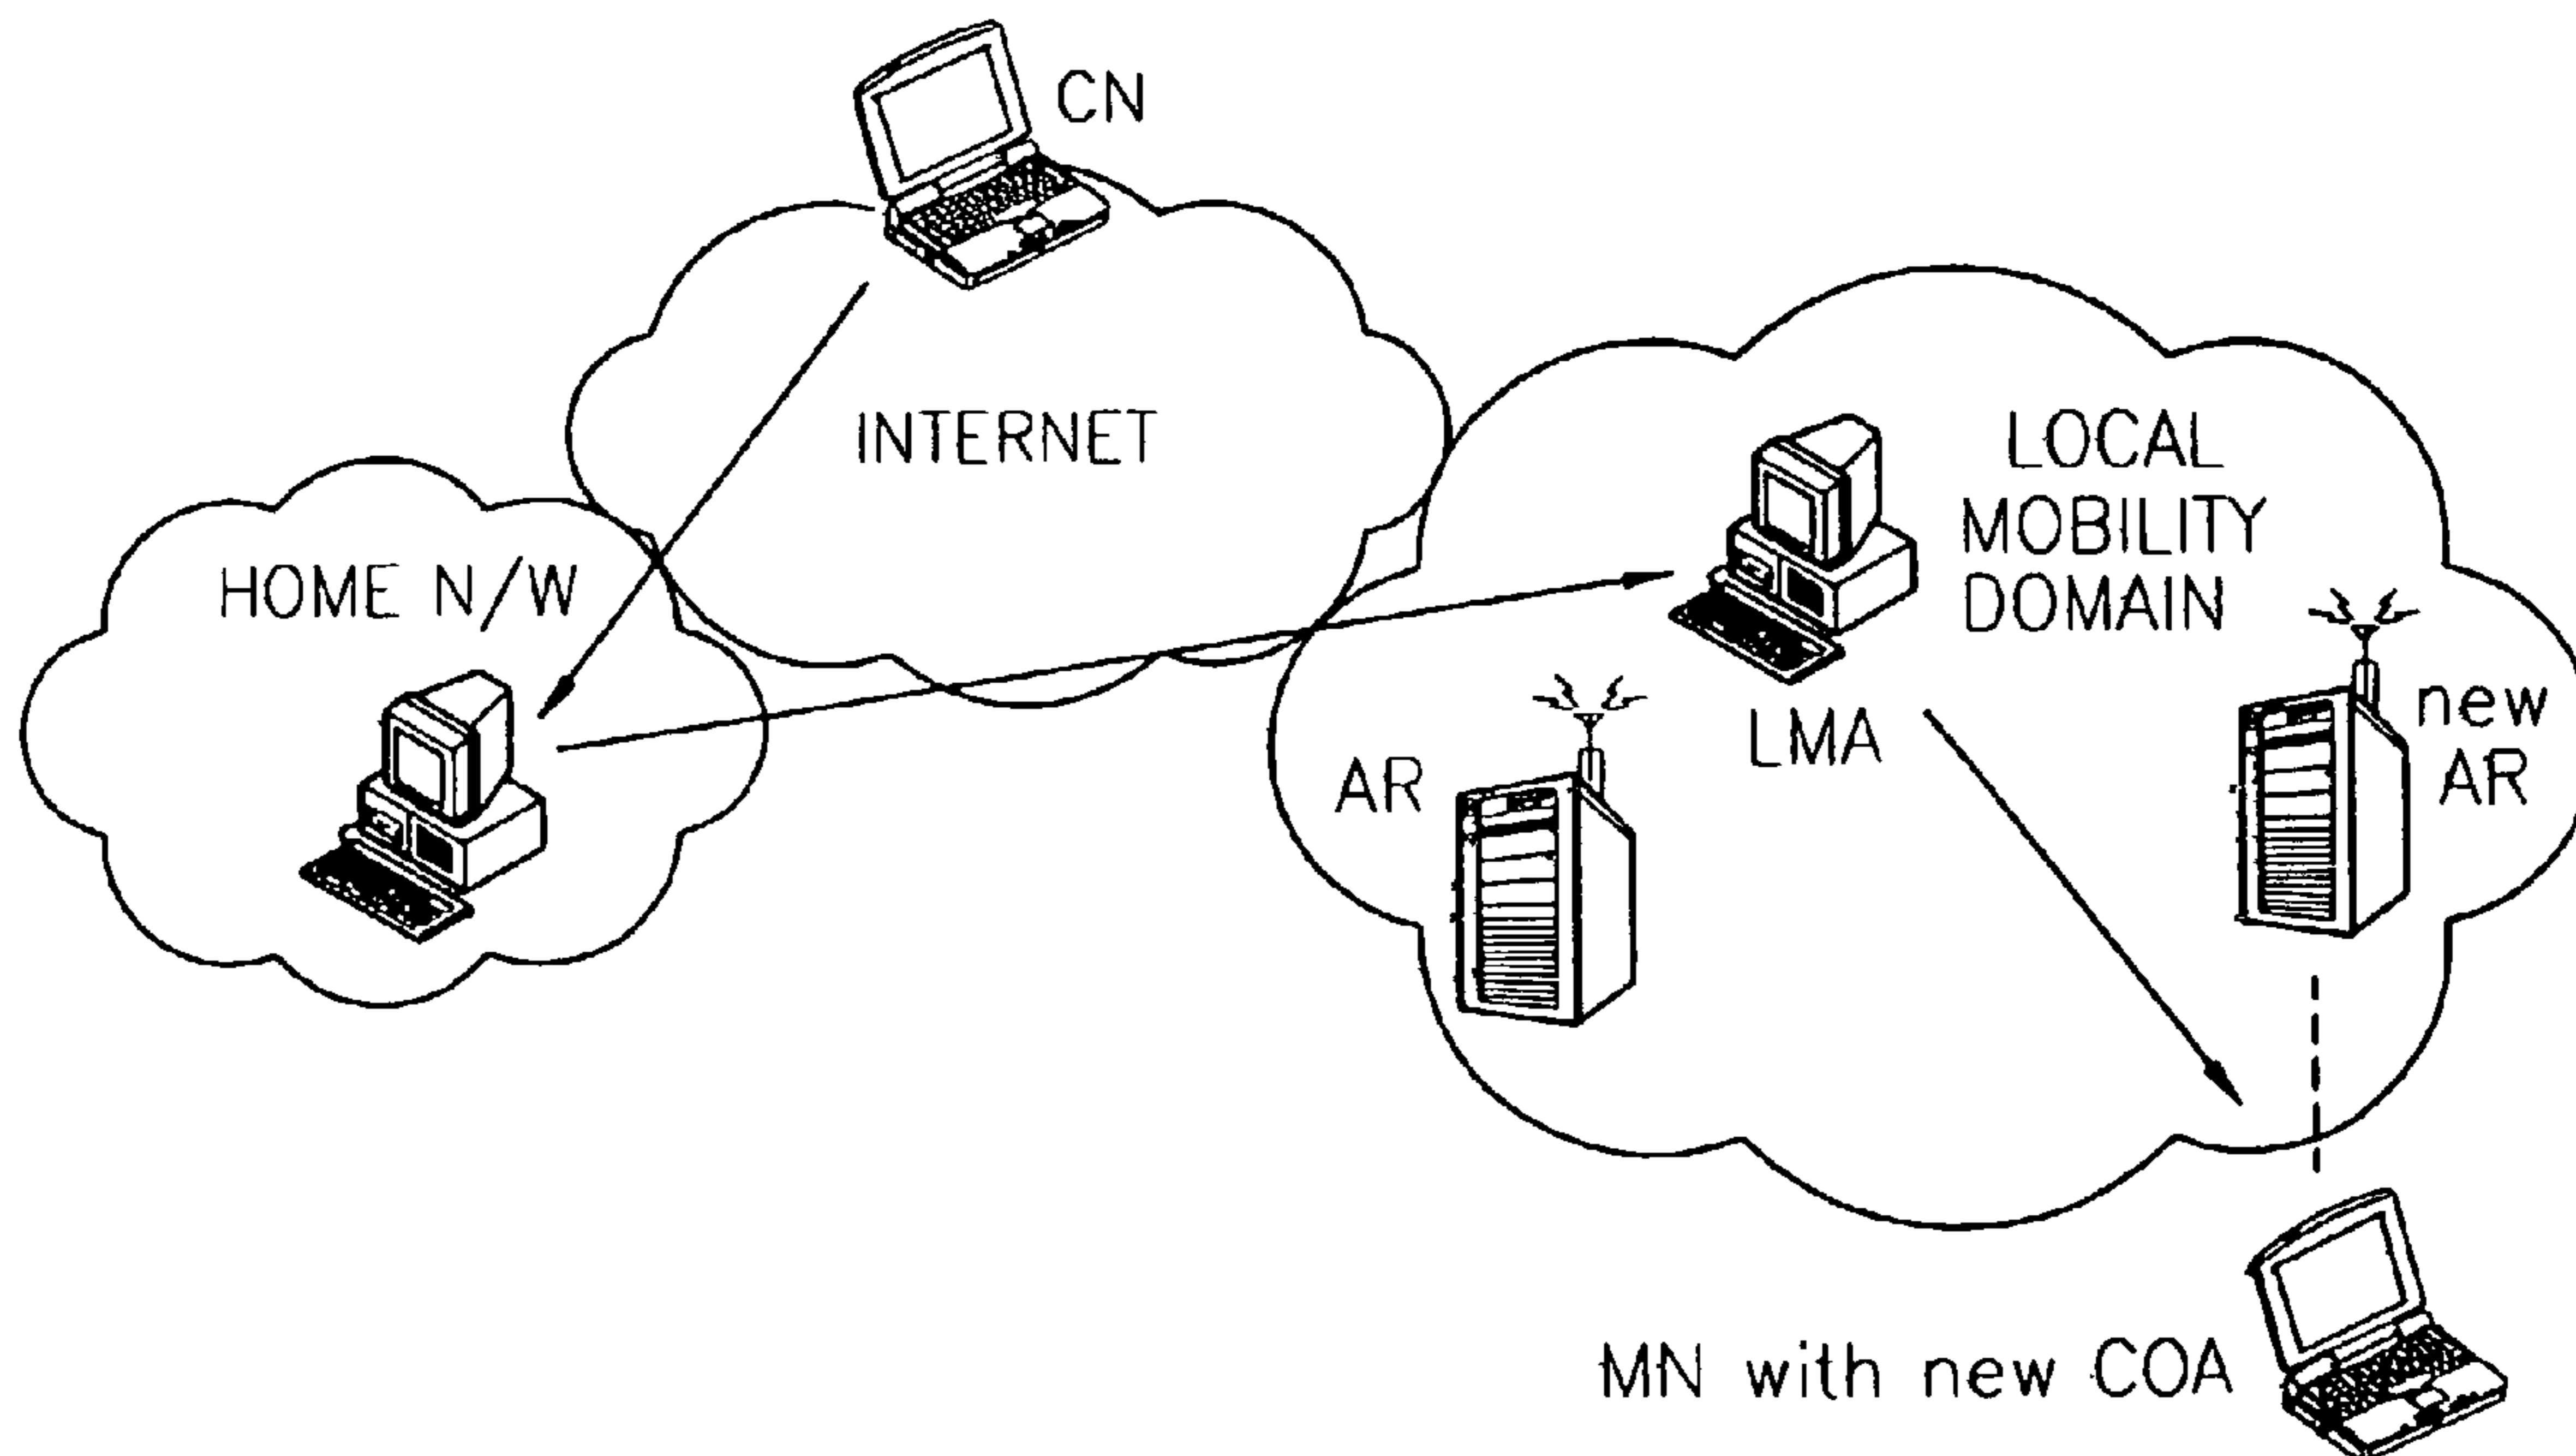 CN
INTERNET
HOME N/W
LOCAL
MOBILITY
DOMAIN
LMA
AR
new
AR
MN with new COA